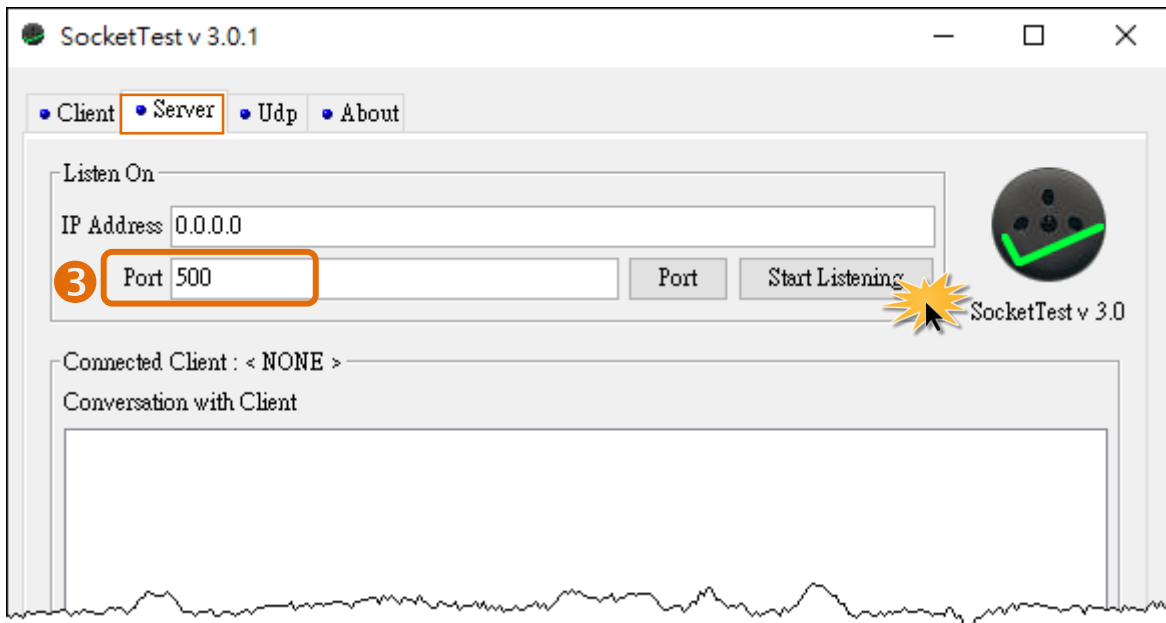 SocketTest v 3.0.1
Client Server Udp About
Listen On
IP Address 0.0.0.0
3 Port 500 Port Start Listening
SocketTest v 3.0
Connected Client : < NONE >
Conversation with Client